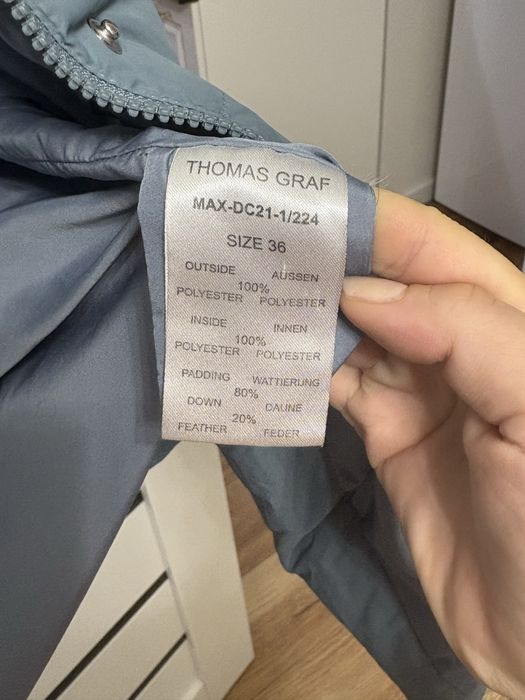 THOMAS GRAF
MAX-DC21-1/224
SIZE 36
OUTSIDE AUSSEN
100%
POLYESTER POLYESTER
INSIDE INNEN
100%
POLYESTER POLYESTER
PADDING WATTIERUNG
80%
DOWN DAUNE
20%
FEATHER FEDER